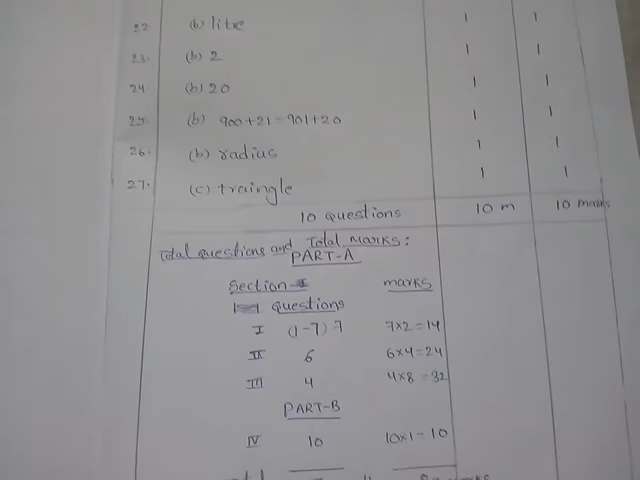 22. (b) litre 1 1
23. (b) 2 1 1
24. (b) 20 1 1
25. (b) 900+21=901+20 1 1
26. (b) radius 1 1
27. (c) traingle 1 1
10 questions 10 m 10 marks
Total questions and Total marks:
PART-A
Section marks
questions
I (1-7) 7 7x2=14
II 6 6x4=24
III 4 4x8=32
PART-B
IV 10 10x1=10